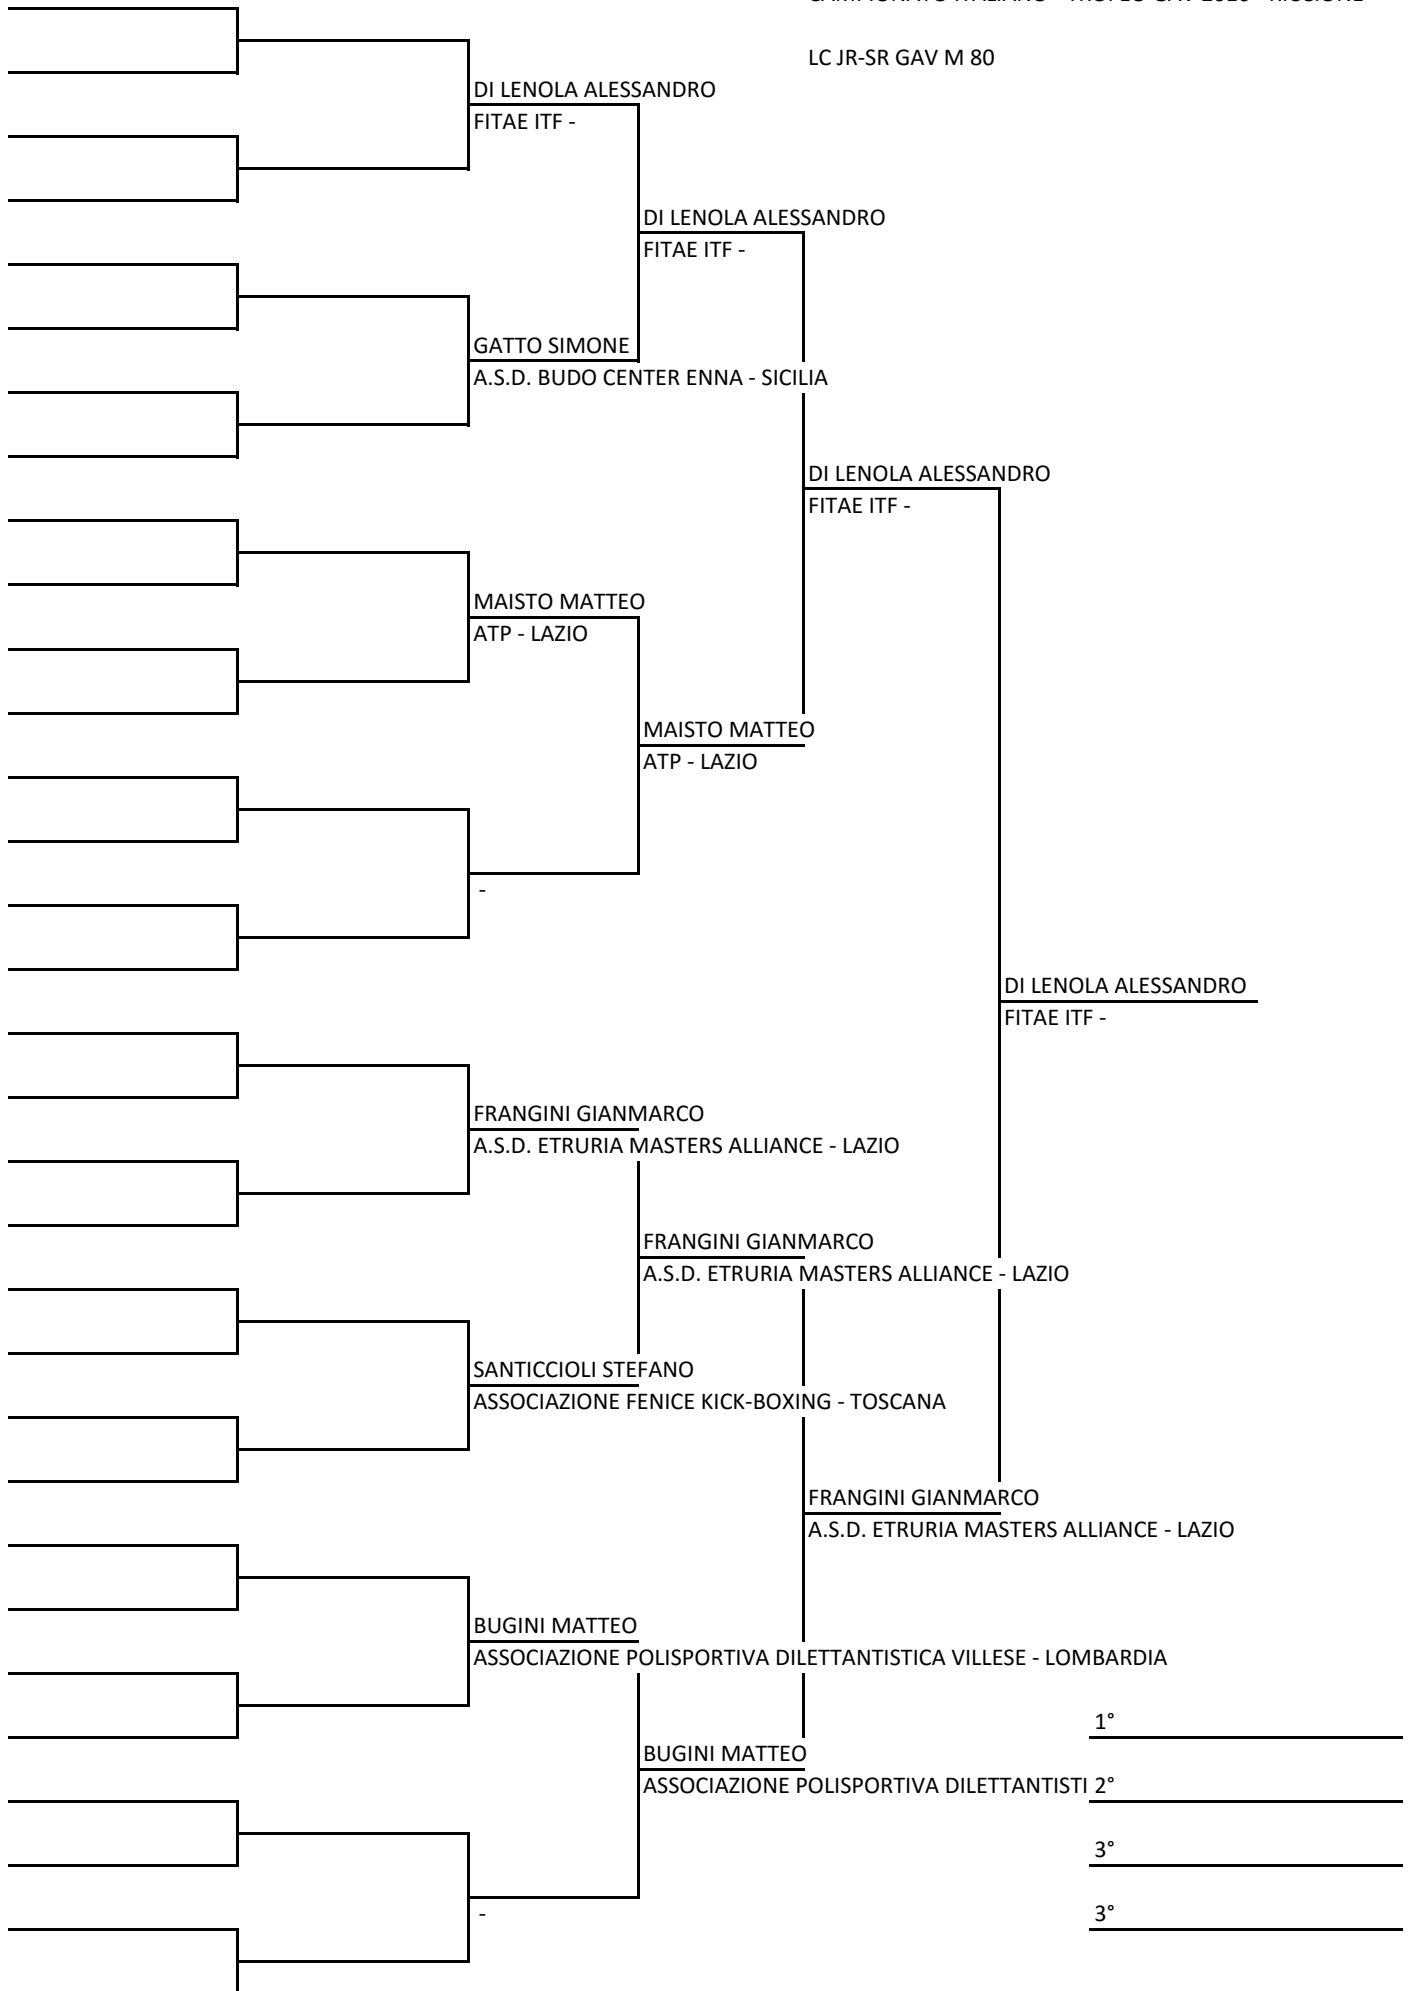 LC JR-SR GAV M 80
DI LENOLA ALESSANDRO
FITAE ITF -
DI LENOLA ALESSANDRO
FITAE ITF -
GATTO SIMONE
A.S.D. BUDO CENTER ENNA - SICILIA
DI LENOLA ALESSANDRO
FITAE ITF -
MAISTO MATTEO
ATP - LAZIO
MAISTO MATTEO
ATP - LAZIO
-
DI LENOLA ALESSANDRO
FITAE ITF -
FRANGINI GIANMARCO
A.S.D. ETRURIA MASTERS ALLIANCE - LAZIO
FRANGINI GIANMARCO
A.S.D. ETRURIA MASTERS ALLIANCE - LAZIO
SANTICCIOLI STEFANO
ASSOCIAZIONE FENICE KICK-BOXING - TOSCANA
FRANGINI GIANMARCO
A.S.D. ETRURIA MASTERS ALLIANCE - LAZIO
BUGINI MATTEO
ASSOCIAZIONE POLISPORTIVA DILETTANTISTICA VILLESE - LOMBARDIA
1°
BUGINI MATTEO
ASSOCIAZIONE POLISPORTIVA DILETTANTISTI 2°
3°
-
3°